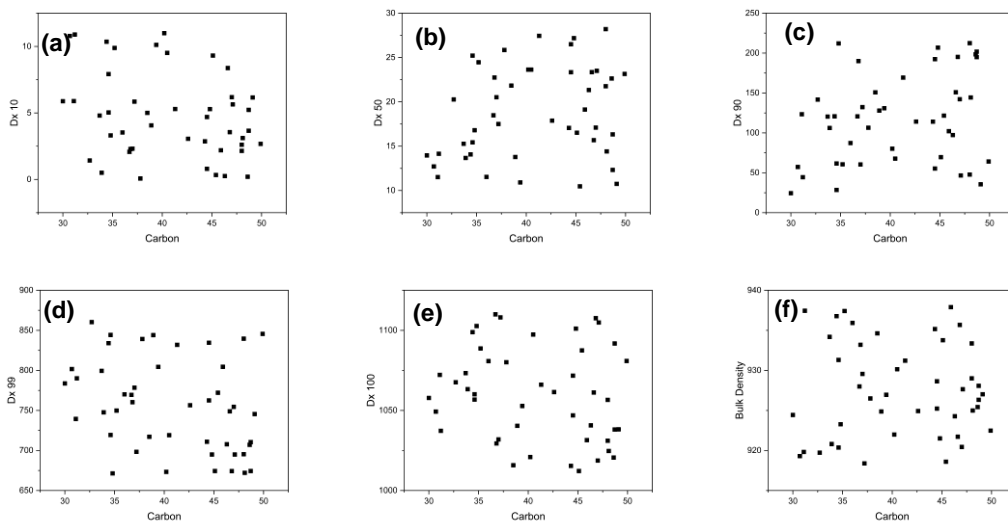 (a)
Dx 10
10
5
0
30 35 40 45 50
Carbon
(b)
Dx 50
30
25
20
15
10
5
30 35 40 45 50
Carbon
(c)
Dx 90
250
200
150
100
50
0
30 35 40 45 50
Carbon
(d)
Dx 99
900
850
800
750
700
650
30 35 40 45 50
Carbon
(e)
Dx 100
1100
1050
1000
30 35 40 45 50
Carbon
(f)
Bulk Density
940
930
920
30 35 40 45 50
Carbon